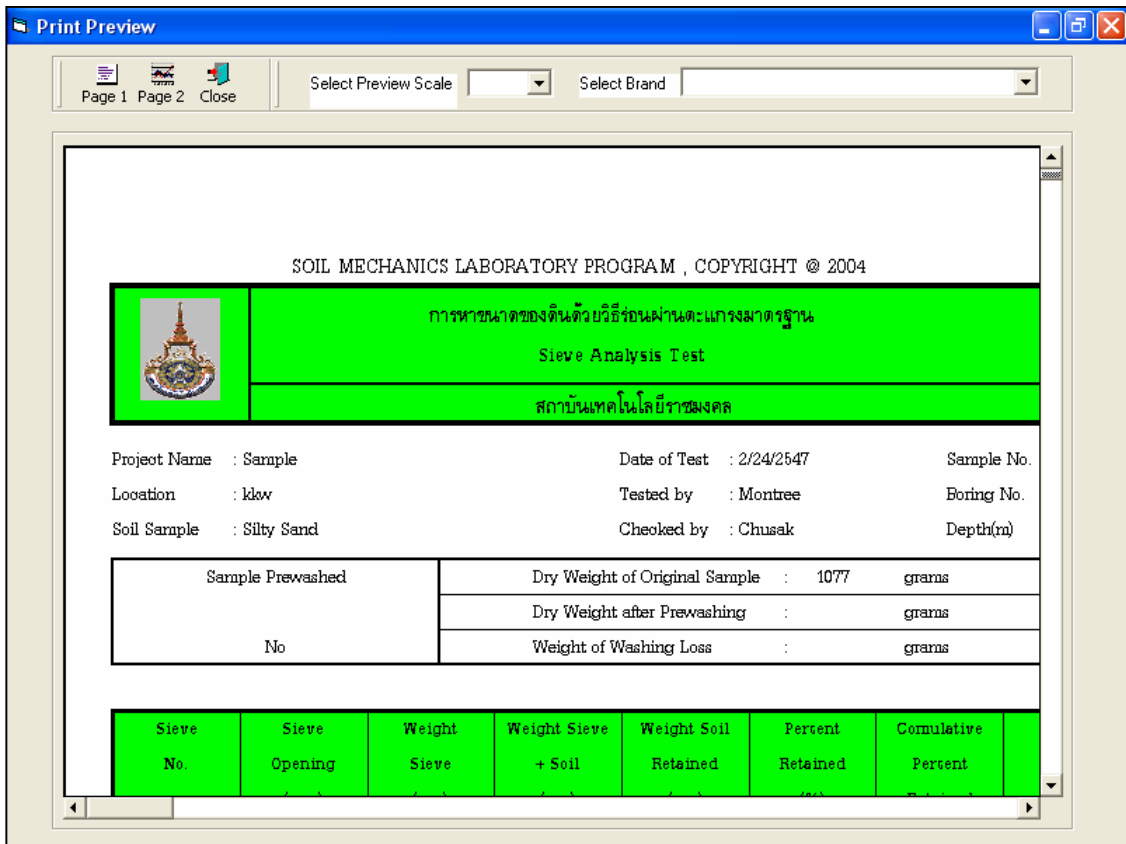 Print Preview
Page 1 Page 2 Close
Select Preview Scale
Select Brand
SOIL MECHANICS LABORATORY PROGRAM , COPYRIGHT @ 2004
การหาขนาดของดินด้วยวิธีร่อนผ่านตะแกรงมาตรฐาน
Sieve Analysis Test
สถาบันเทคโนโลยีราชมงคล
Project Name : Sample Date of Test : 2/24/2547 Sample No.
Location : kkw Tested by : Montree Boring No.
Soil Sample : Silty Sand Checked by : Chusak Depth(m)
Sample Prewashed Dry Weight of Original Sample : 1077 grams
Dry Weight after Prewashing : grams
No Weight of Washing Loss : grams
Sieve Sieve Weight Weight Sieve Weight Soil Percent Comulative
No. Opening Sieve + Soil Retained Retained Percent